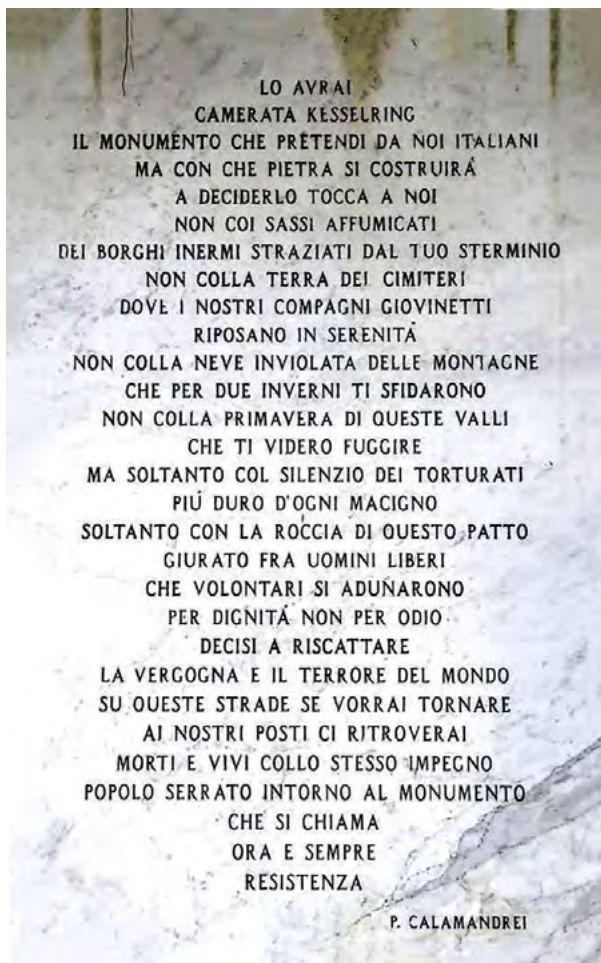 LO AVRAI
CAMERATA KESSELRING
IL MONUMENTO CHE PRETENDI DA NOI ITALIANI
MA CON CHE PIETRA SI COSTRUIRÁ
A DECIDERLO TOCCA A NOI
NON COI SASSI AFFUMICATI
DEI BORGHI INERMI STRAZIATI DAL TUO STERMINIO
NON COLLA TERRA DEI CIMITERI
DOVE I NOSTRI COMPAGNI GIOVINETTI
RIPOSANO IN SERENITÁ
NON COLLA NEVE INVIOLATA DELLE MONTAGNE
CHE PER DUE INVERNI TI SFIDARONO
NON COLLA PRIMAVERA DI QUESTE VALLI
CHE TI VIDERO FUGGIRE
MA SOLTANTO COL SILENZIO DEI TORTURATI
PIÚ DURO D'OGNI MACIGNO
SOLTANTO CON LA ROCCIA DI QUESTO PATTO
GIURATO FRA UOMINI LIBERI
CHE VOLONTARI SI ADUNARONO
PER DIGNITÁ NON PER ODIO
DECISI A RISCATTARE
LA VERGOGNA E IL TERRORE DEL MONDO
SU QUESTE STRADE SE VORRAI TORNARE
AI NOSTRI POSTI CI RITROVERAI
MORTI E VIVI COLLO STESSO IMPEGNO
POPOLO SERRATO INTORNO AL MONUMENTO
CHE SI CHIAMA
ORA E SEMPRE
RESISTENZA
P. CALAMANDREI